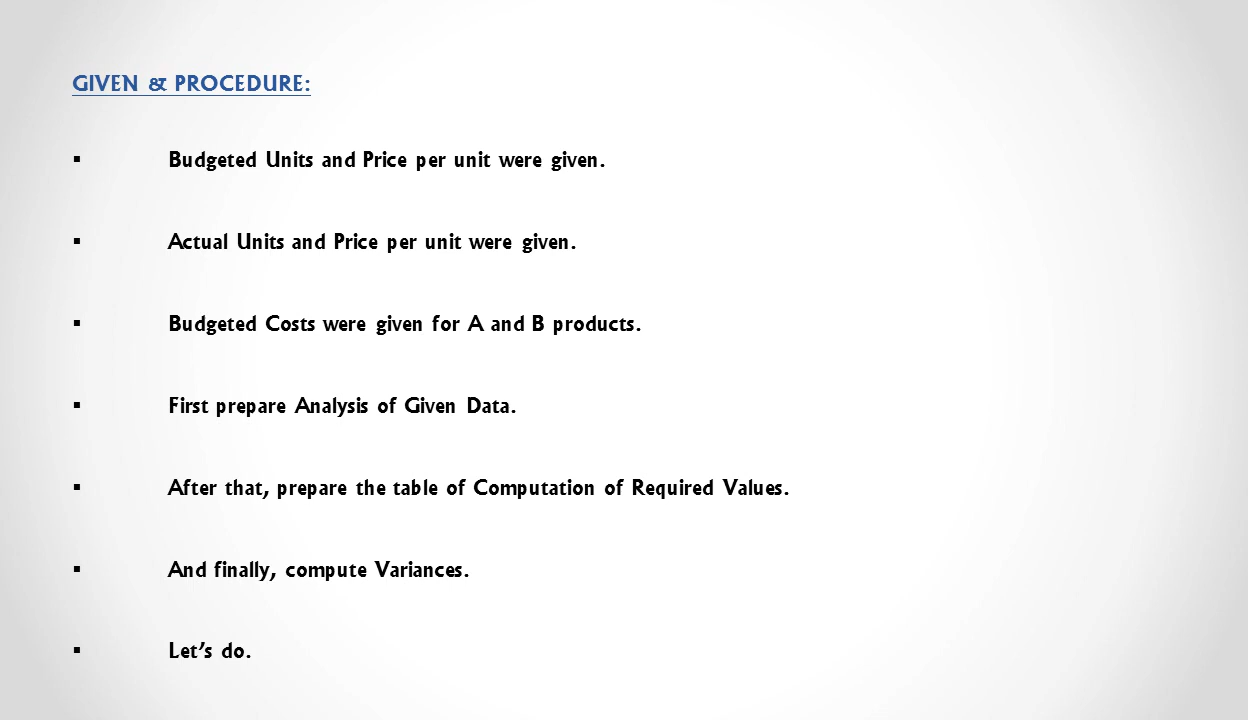 GIVEN & PROCEDURE:
▪ Budgeted Units and Price per unit were given.
▪ Actual Units and Price per unit were given.
▪ Budgeted Costs were given for A and B products.
▪ First prepare Analysis of Given Data.
▪ After that, prepare the table of Computation of Required Values.
▪ And finally, compute Variances.
▪ Let’s do.